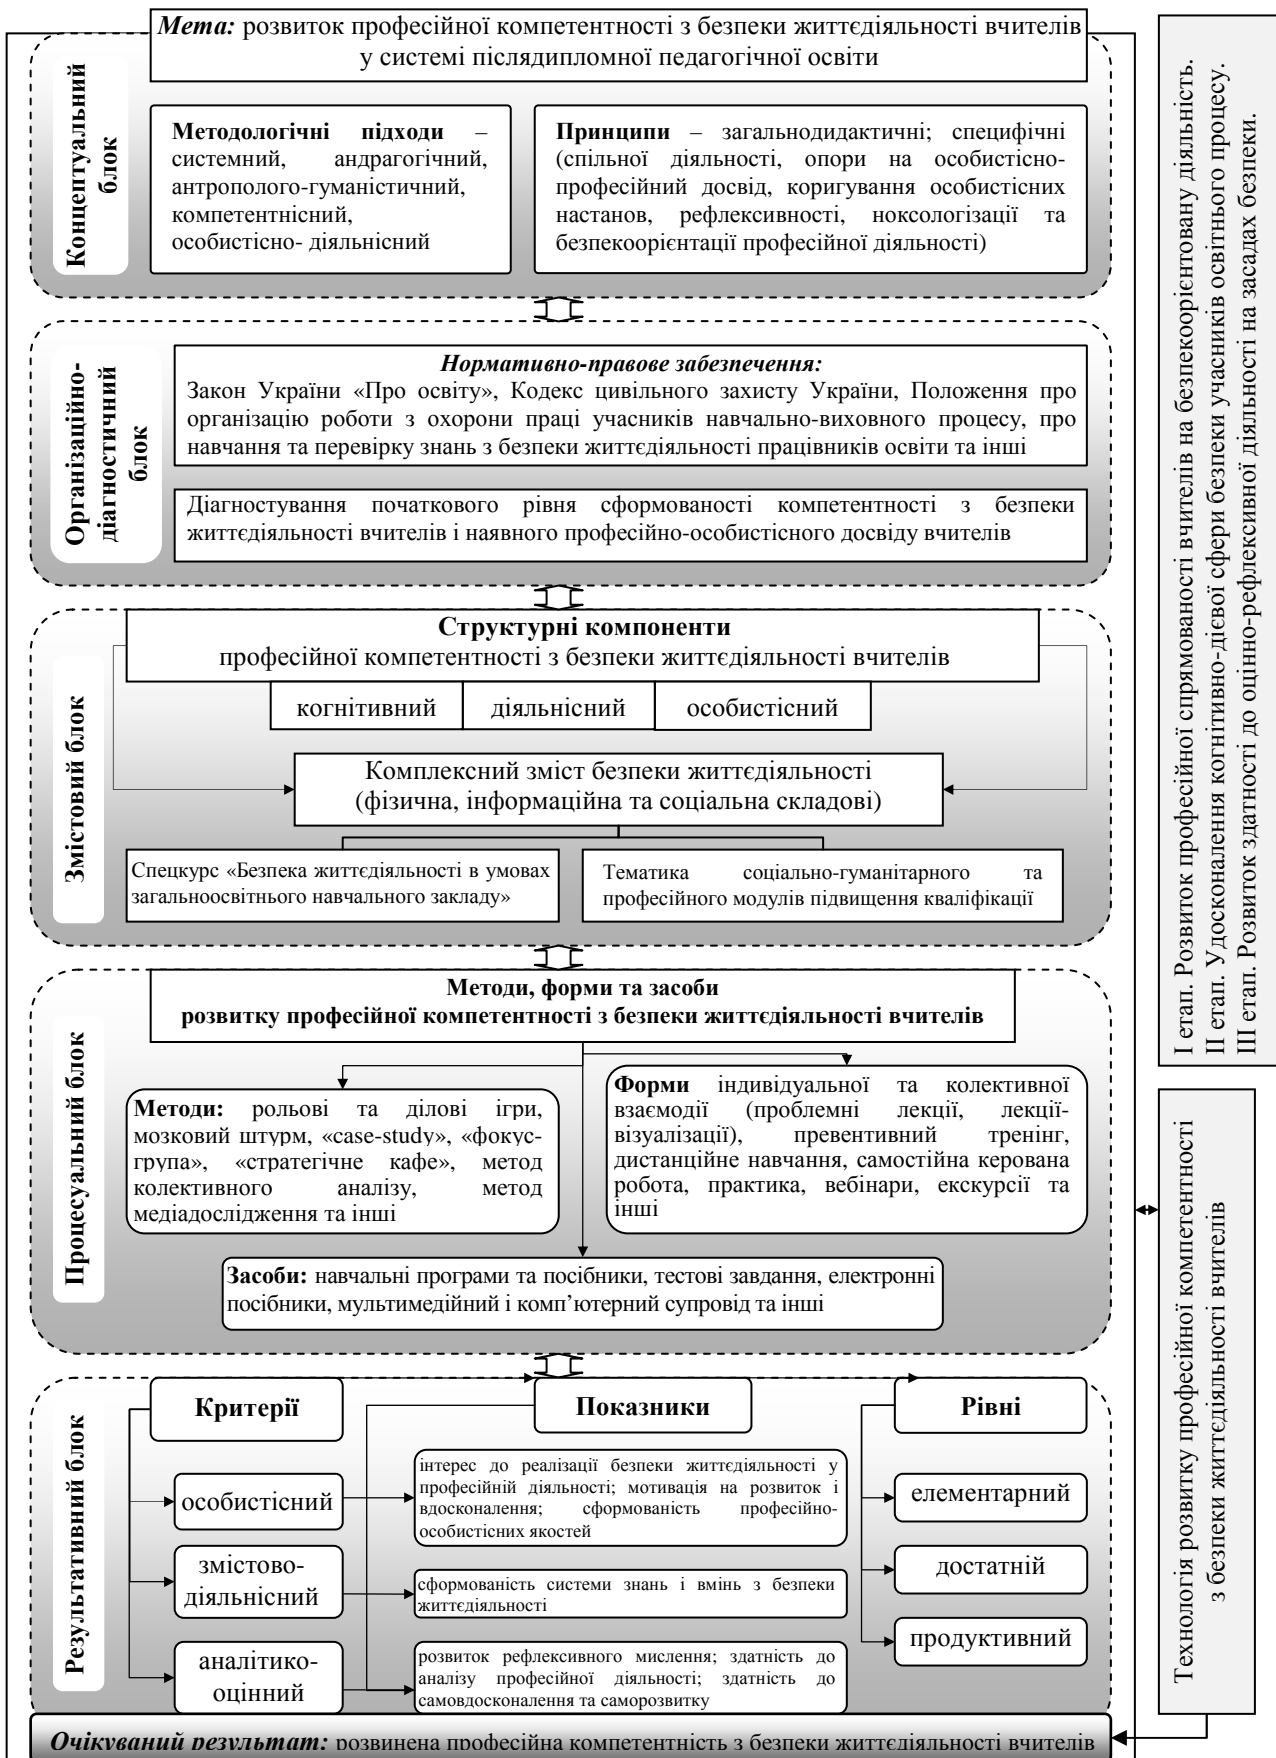 Мета: розвиток професійної компетентності з безпеки життєдіяльності вчителів
у системі післядипломної педагогічної освіти
Концептуальний
блок
Методологічні підходи –
системний, андрагогічний,
антрополого-гуманістичний,
компетентнісний,
особистісно- діяльнісний
Принципи – загальнодидактичні; специфічні
(спільної діяльності, опори на особистісно-
професійний досвід, коригування особистісних
настанов, рефлексивності, ноксологізації та
безпекоорієнтації професійної діяльності)
Організаційно-
діагностичний
блок
Нормативно-правове забезпечення:
Закон України «Про освіту», Кодекс цивільного захисту України, Положення про
організацію роботи з охорони праці учасників навчально-виховного процесу, про
навчання та перевірку знань з безпеки життєдіяльності працівників освіти та інші
Діагностування початкового рівня сформованості компетентності з безпеки
життєдіяльності вчителів і наявного професійно-особистісного досвіду вчителів
Змістовий блок
Структурні компоненти
професійної компетентності з безпеки життєдіяльності вчителів
когнітивний
діяльнісний
особистісний
Комплексний зміст безпеки життєдіяльності
(фізична, інформаційна та соціальна складові)
Спецкурс «Безпека життєдіяльності в умовах
загальноосвітнього навчального закладу»
Тематика соціально-гуманітарного та
професійного модулів підвищення кваліфікації
Процесуальний блок
Методи, форми та засоби
розвитку професійної компетентності з безпеки життєдіяльності вчителів
Методи: рольові та ділові ігри,
мозковий штурм, «case-study», «фокус-
група», «стратегічне кафе», метод
колективного аналізу, метод
медіадослідження та інші
Форми індивідуальної та колективної
взаємодії (проблемні лекції, лекції-
візуалізації), превентивний тренінг,
дистанційне навчання, самостійна керована
робота, практика, вебінари, екскурсії та
інші
Засоби: навчальні програми та посібники, тестові завдання, електронні
посібники, мультимедійний і комп’ютерний супровід та інші
Результативний блок
Критерії
Показники
Рівні
особистісний
інтерес до реалізації безпеки життєдіяльності у
професійній діяльності; мотивація на розвиток і
вдосконалення; сформованість професійно-
особистісних якостей
елементарний
змістово-
діяльнісний
сформованість системи знань і вмінь з безпеки
життєдіяльності
достатній
аналітико-
оцінний
розвиток рефлексивного мислення; здатність до
аналізу професійної діяльності; здатність до
самовдосконалення та саморозвитку
продуктивний
Очікуваний результат: розвинена професійна компетентність з безпеки життєдіяльності вчителів
І етап. Розвиток професійної спрямованості вчителів на безпекоорієнтовану діяльність.
ІІ етап. Удосконалення когнітивно-дієвої сфери безпеки учасників освітнього процесу.
ІІІ етап. Розвиток здатності до оцінно-рефлексивної діяльності на засадах безпеки.
Технологія розвитку професійної компетентності
з безпеки життєдіяльності вчителів